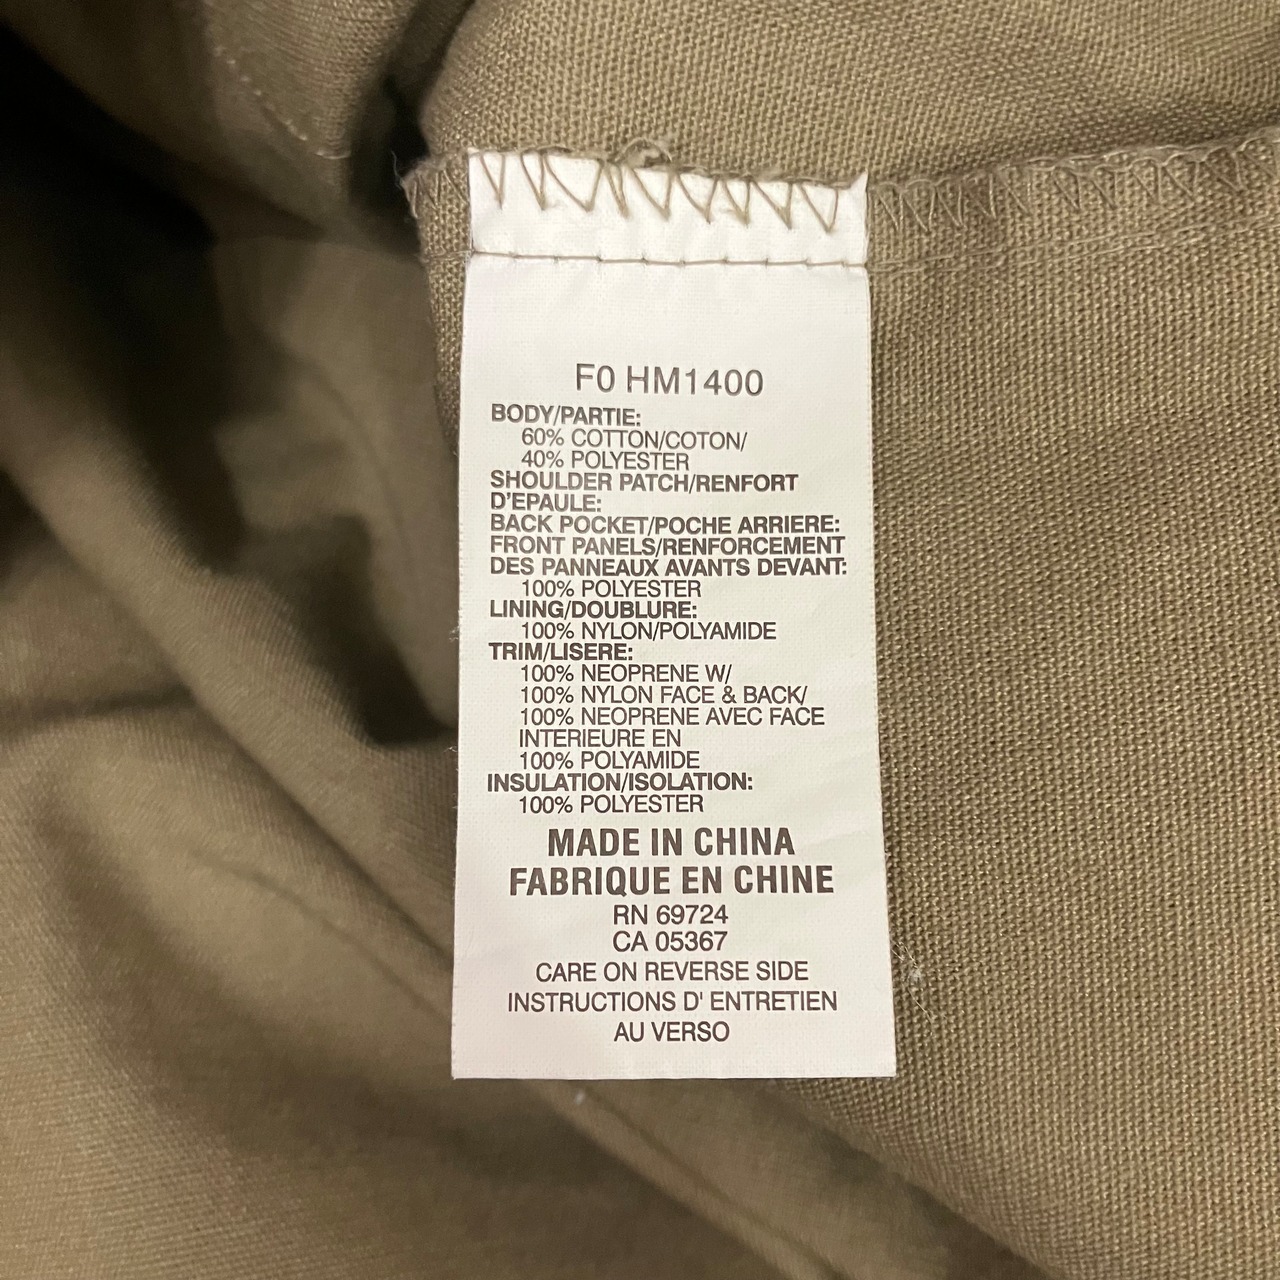 F0 HM1400
BODY/PARTIE:
60% COTTON/COTON/
40% POLYESTER
SHOULDER PATCH/RENFORT
D'EPAULE:
BACK POCKET/POCHE ARRIERE:
FRONT PANELS/RENFORCEMENT
DES PANNEAUX AVANTS DEVANT:
100% POLYESTER
LINING/DOUBLURE:
100% NYLON/POLYAMIDE
TRIM/LISERE:
100% NEOPRENE W/
100% NYLON FACE & BACK/
100% NEOPRENE AVEC FACE
INTERIEURE EN
100% POLYAMIDE
INSULATION/ISOLATION:
100% POLYESTER
MADE IN CHINA
FABRIQUE EN CHINE
RN 69724
CA 05367
CARE ON REVERSE SIDE
INSTRUCTIONS D' ENTRETIEN
AU VERSO